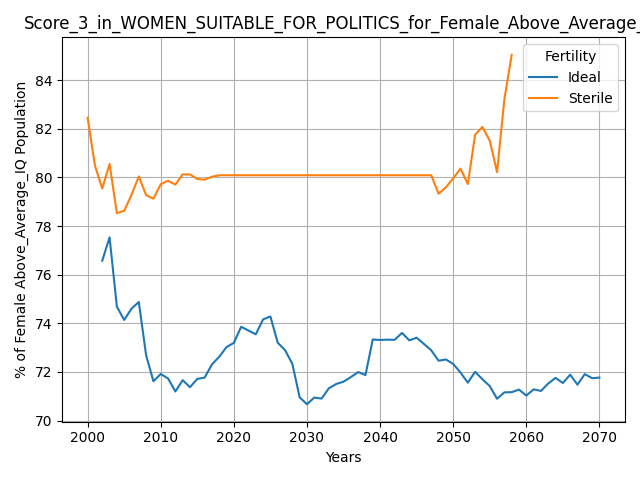 Score_3_in_WOMEN_SUITABLE_FOR_POLITICS_for_Female_Above_Average_
Fertility
Ideal
Sterile
84
82
80
78
76
74
72
70
% of Female Above_Average_IQ Population
2000 2010 2020 2030 2040 2050 2060 2070
Years